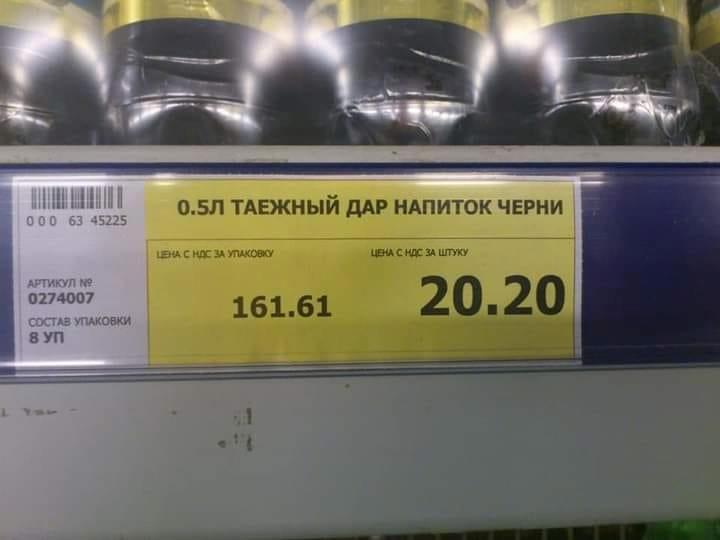 0.5Л ТАЕЖНЫЙ ДАР НАПИТОК ЧЕРНИ
000 63 45225
ЦЕНА С НДС ЗА УПАКОВКУ
ЦЕНА С НДС ЗА ШТУКУ
АРТИКУЛ №
0274007
161.61
20.20
СОСТАВ УПАКОВКИ
8 УП